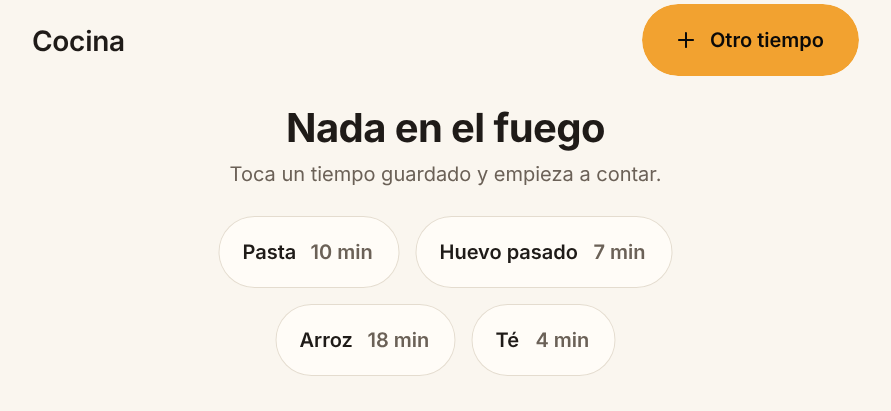 Cocina
+ Otro tiempo
Nada en el fuego
Toca un tiempo guardado y empieza a contar.
Pasta 10 min
Huevo pasado 7 min
Arroz 18 min
Té 4 min